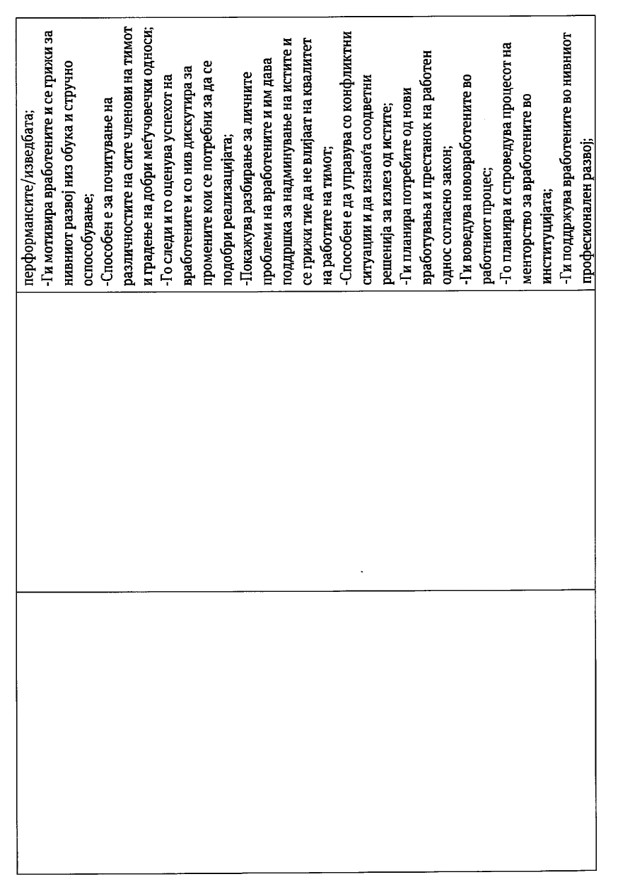 перформансите/изведбата;
-Ги мотивира вработените и се грижи за
нивниот развој низ обука и стручно
оспособување;
-Способен е за почитување на
различностите на сите членови на тимот
и градење на добри меѓучовечки односи;
-Го следи и го оценува успехот на
вработените и со нив дискутира за
промените кои се потребни за да се
подобри реализацијата;
-Покажува разбирање за личните
проблеми на вработените и им дава
поддршка за надминување на истите и
се грижи тие да не влијаат на квалитет
на работите на тимот;
-Способен е да управува со конфликтни
ситуации и да изнаоѓа соодветни
решенија за излез од истите;
-Ги планира потребите од нови
вработувања и престанок на работен
однос согласно закон;
-Ги воведува нововработените во
работниот процес;
-Го планира и спроведува процесот на
менторство за вработените во
институцијата;
-Ги поддржува вработените во нивниот
професионален развој;